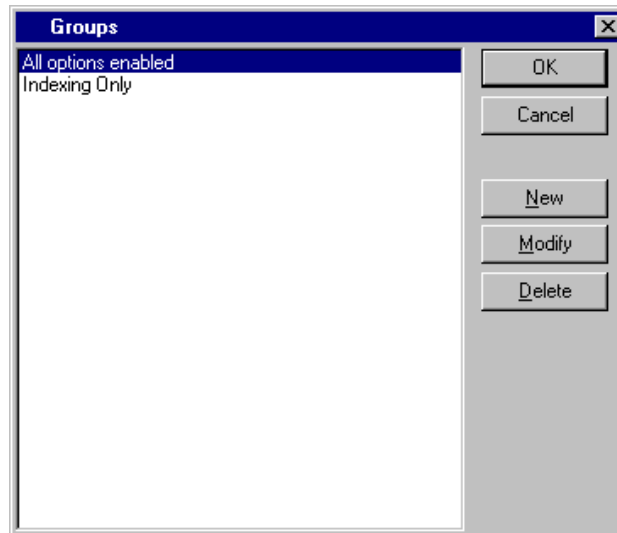 Groups
All options enabled
Indexing Only
OK
Cancel
New
Modify
Delete